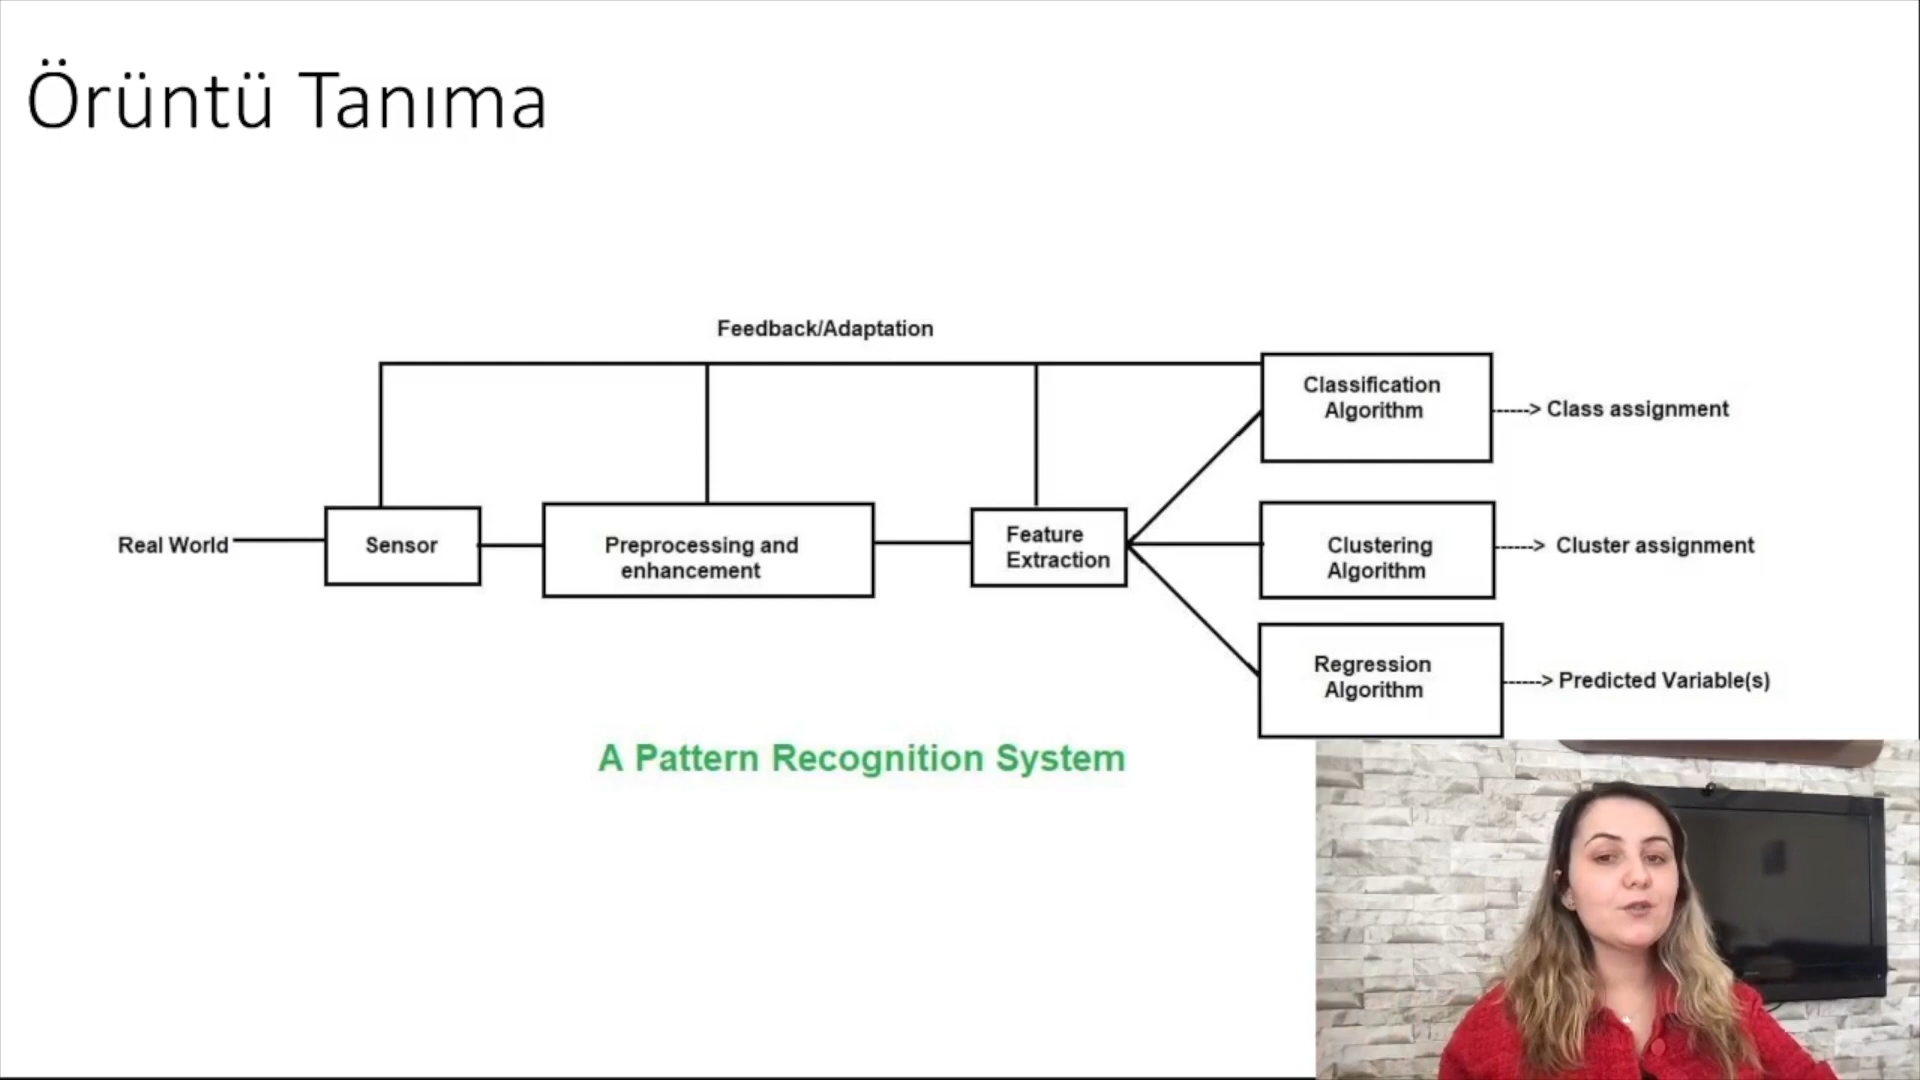 Örüntü Tanıma
Feedback/Adaptation
Classification
Algorithm
-----> Class assignment
Real World
Sensor
Preprocessing and
enhancement
Feature
Extraction
Clustering
Algorithm
-----> Cluster assignment
Regression
Algorithm
-----> Predicted Variable(s)
A Pattern Recognition System